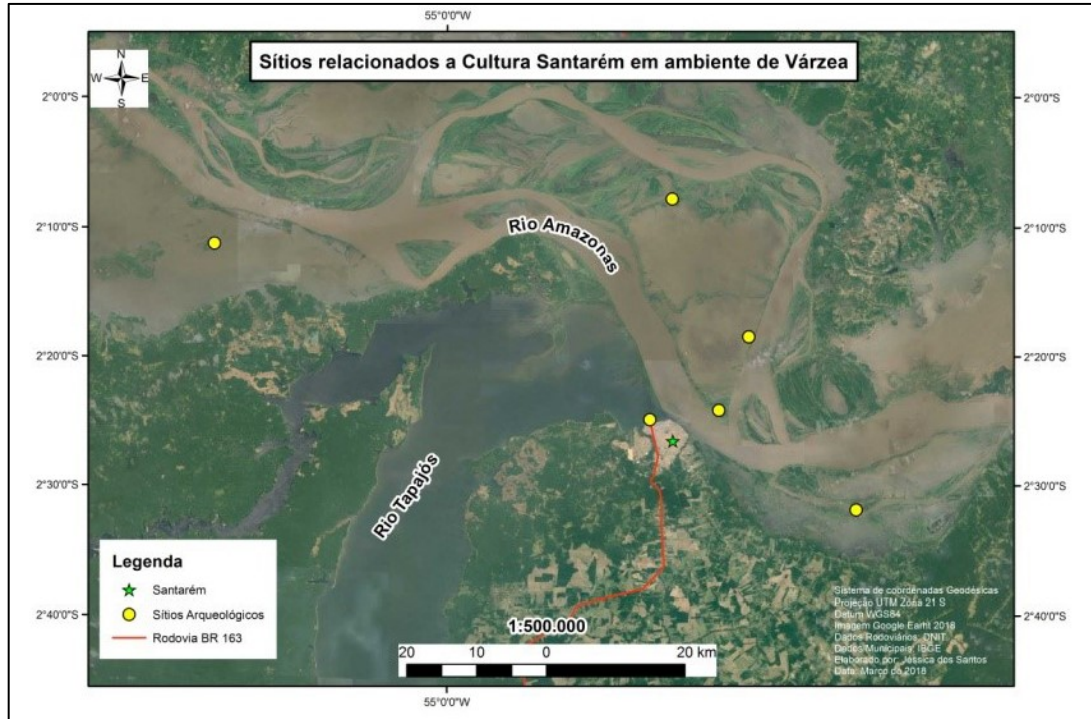 55°0'0"W
Sítios relacionados a Cultura Santarém em ambiente de Várzea
N
W E
S
2°0'0"S 2°0'0"S
2°10'0"S 2°10'0"S
Rio Amazonas
2°20'0"S 2°20'0"S
2°30'0"S 2°30'0"S
Rio Tapajós
Legenda
Santarém
Sítios Arqueológicos
Rodovia BR 163
2°40'0"S 2°40'0"S
1:500.000
20 10 0 20 km
Sistema de coordenadas Geodésicas
Projeção UTM Zona 21 S
Datum WGS84
Imagem Google Earth 2016
Dados Rodoviários: DNIT
Dados Municipais: IBGE
Elaborado por: Jéssica dos Santos
Data: Março de 2018
55°0'0"W